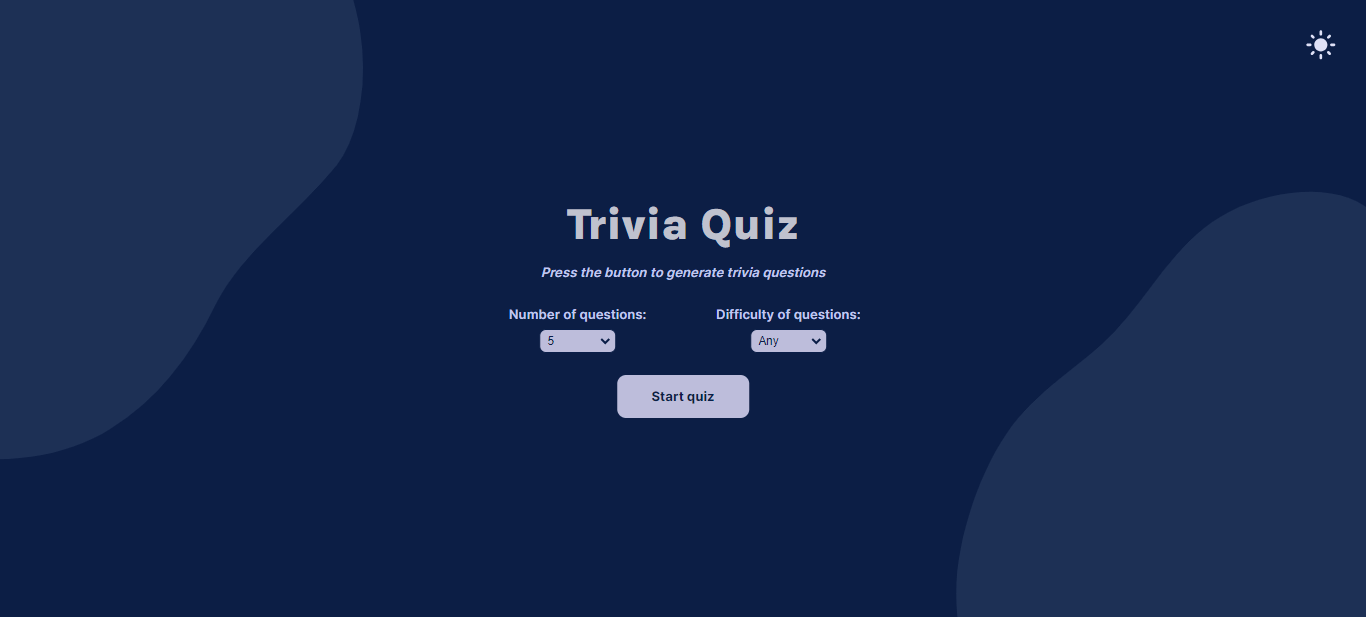 Trivia Quiz
Press the button to generate trivia questions
Number of questions: Difficulty of questions:
5 Any
Start quiz